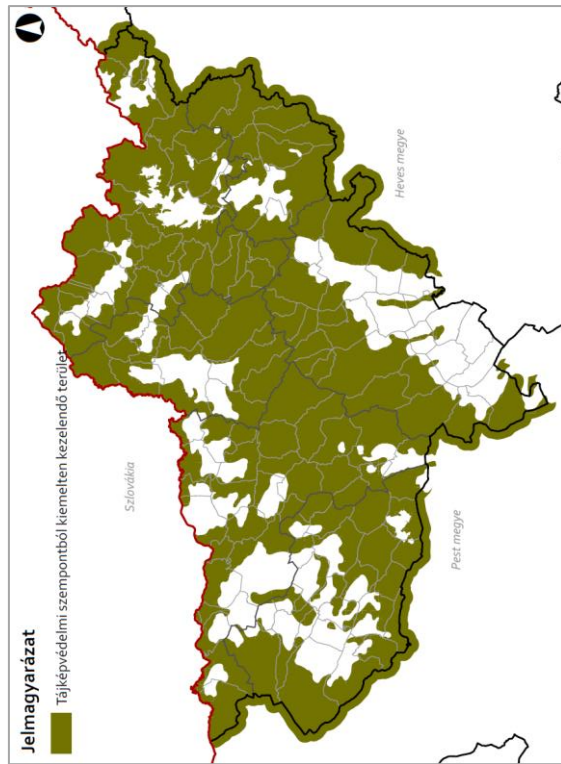 Jelmagyarázat
Tájképvédelmi szempontból kiemelten kezelendő terület
Szlovákia
Heves megye
Pest megye